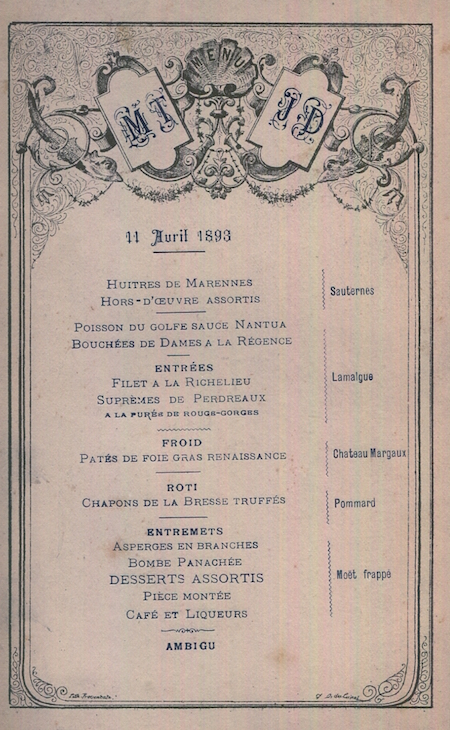 MENU
MT
JD
11 Avril 1893
HUITRES DE MARENNES
HORS-D'ŒUVRE ASSORTIS
Sauternes
POISSON DU GOLFE SAUCE NANTUA
BOUCHÉES DE DAMES A LA RÉGENCE
ENTRÉES
FILET A LA RICHELIEU
SUPRÈMES DE PERDREAUX
A LA PURÉE DE ROUGE-GORGES
Lamalgue
FROID
PATÉS DE FOIE GRAS RENAISSANCE
Chateau Margaux
ROTI
CHAPONS DE LA BRESSE TRUFFÉS
Pommard
ENTREMETS
ASPERGES EN BRANCHES
BOMBE PANACHÉE
DESSERTS ASSORTIS
PIÈCE MONTÉE
CAFÉ ET LIQUEURS
Moët frappé
AMBIGU